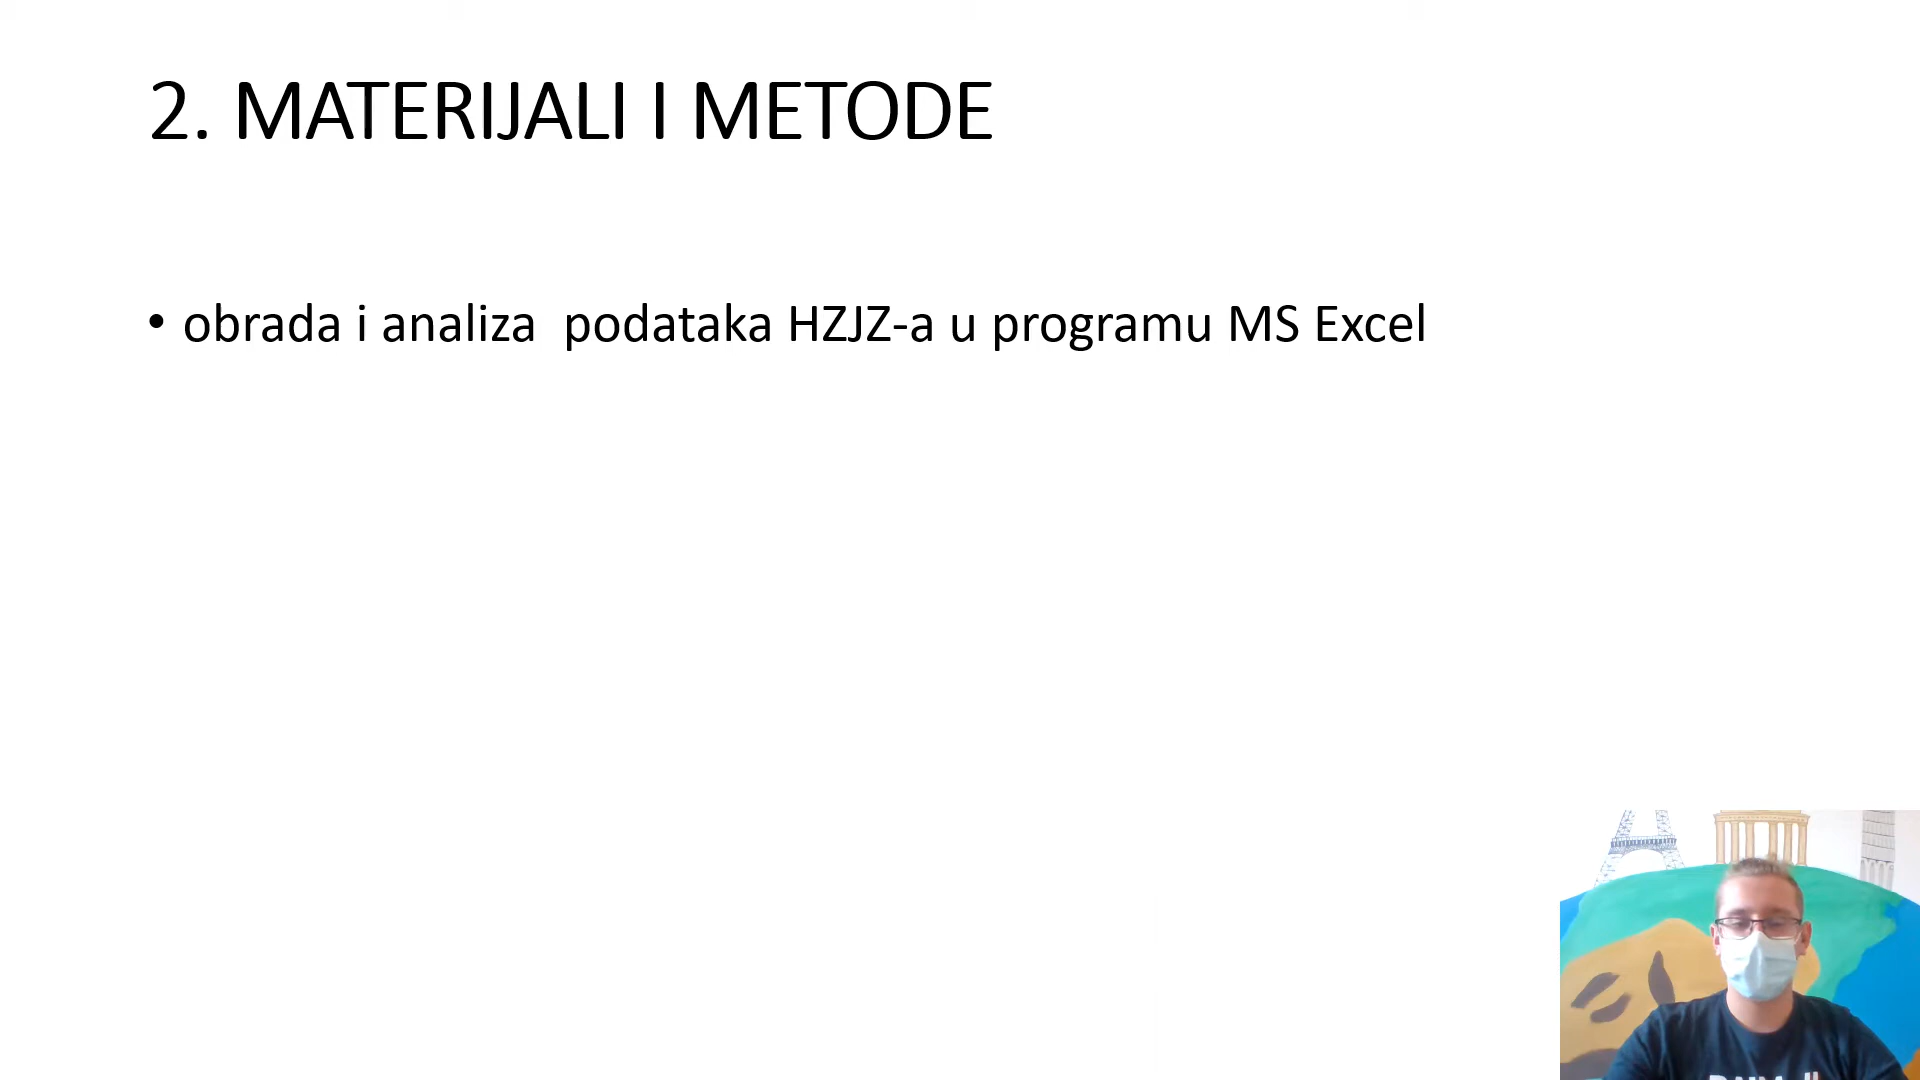 2. MATERIJALI I METODE
• obrada i analiza  podataka HZJZ-a u programu MS Excel